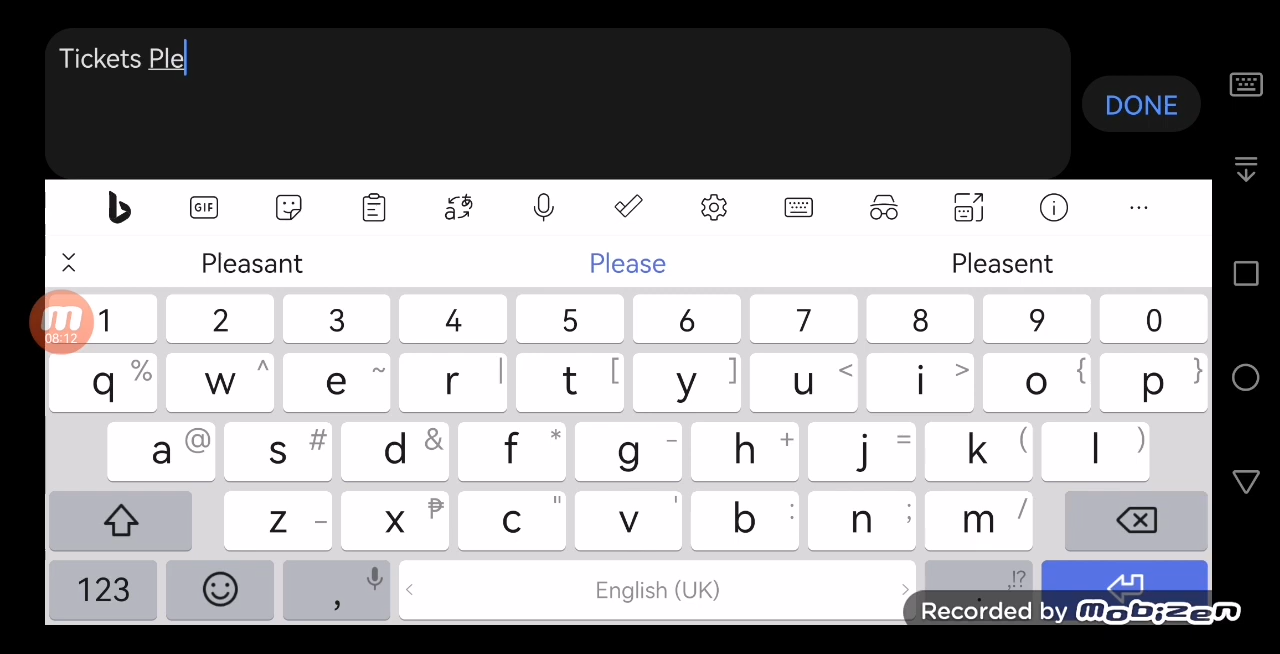 Tickets Ple
DONE
GIF
Pleasant Please Pleasent
1 2 3 4 5 6 7 8 9 0
08:12
q % w ^ e ~ r | t [ y ] u < i > o { p }
a @ s # d & f * g - h + j = k ( l )
z _ x ₱ c " v ' b : n ; m /
123 , < English (UK) > . ,!?
Recorded by mobizen